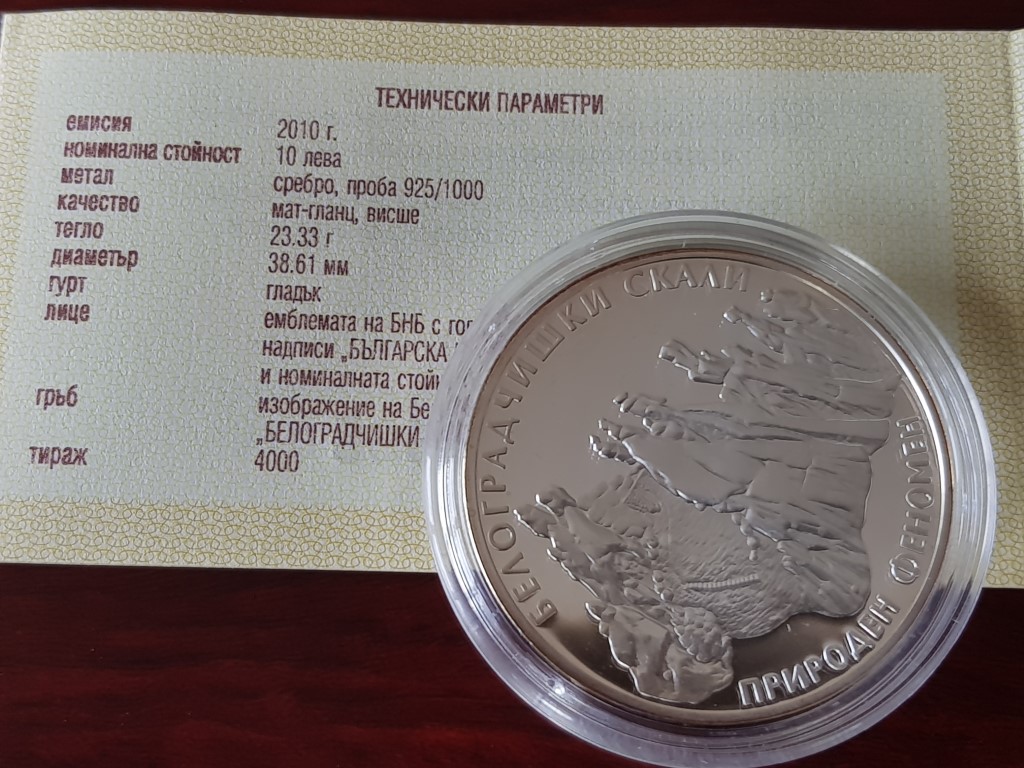 ТЕХНИЧЕСКИ ПАРАМЕТРИ
емисия 2010 г.
номинална стойност 10 лева
метал сребро, проба 925/1000
качество мат-гланц, висше
тегло 23.33 г
диаметър 38.61 мм
гурт гладък
лице емблемата на БНБ с
надписи „БЪЛГАРСКА
и номиналната
гръб изображение на
„БЕЛОГРАДЧИШКИ
тираж 4000
БЕЛОГРАДЧИШКИ СКАЛИ
ПРИРОДЕН ФЕНОМЕН